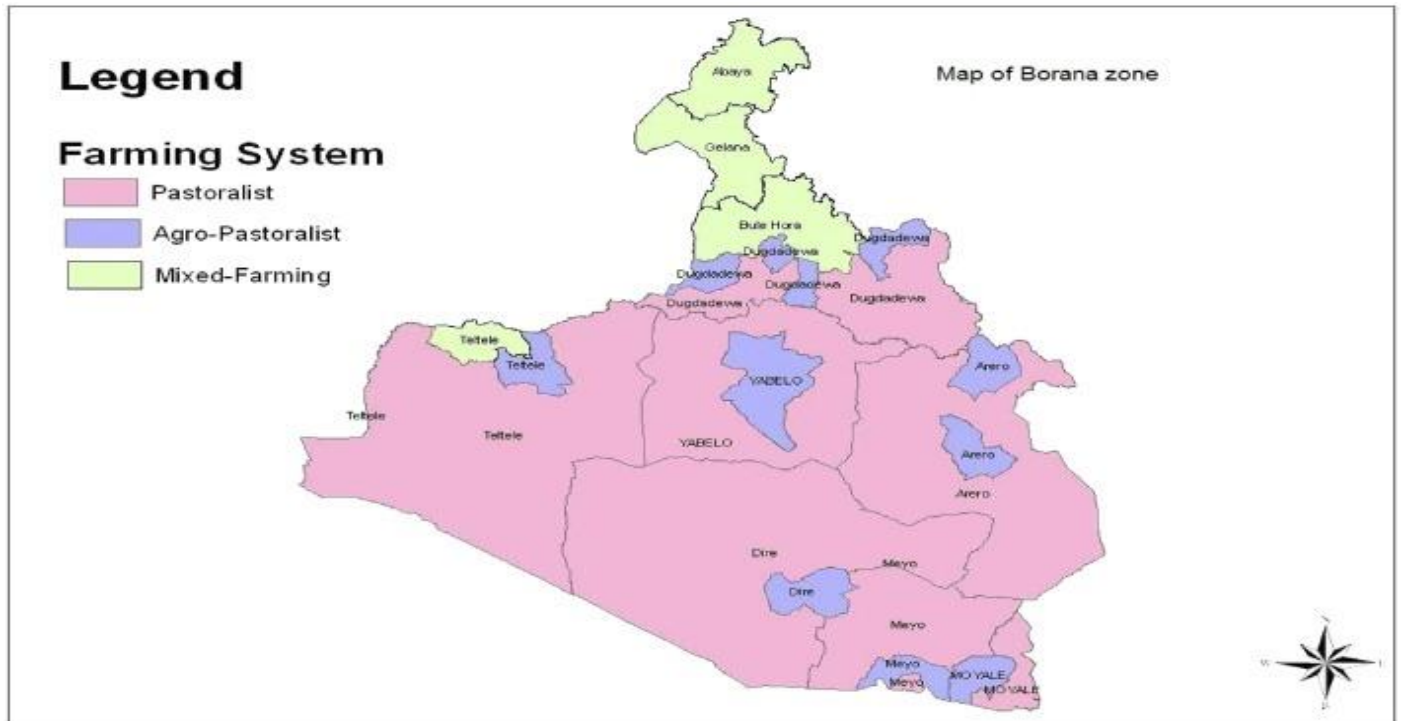 Legend
Map of Borana zone
Farming System
Pastoralist
Agro-Pastoralist
Mixed-Farming
Abaya
Gelana
Bule Hora
Dugdadewa
Dugdadewa
Dugdadewa
Dugdadewa
Dugdadewa
Dugdadewa
Teltele
Teltele
Arero
YABELO
Teltele
Teltele
YABELO
Arero
Arero
Dire
Meyo
Dire
Meyo
Meyo
Meyo
MOYALE
MOYALE
W